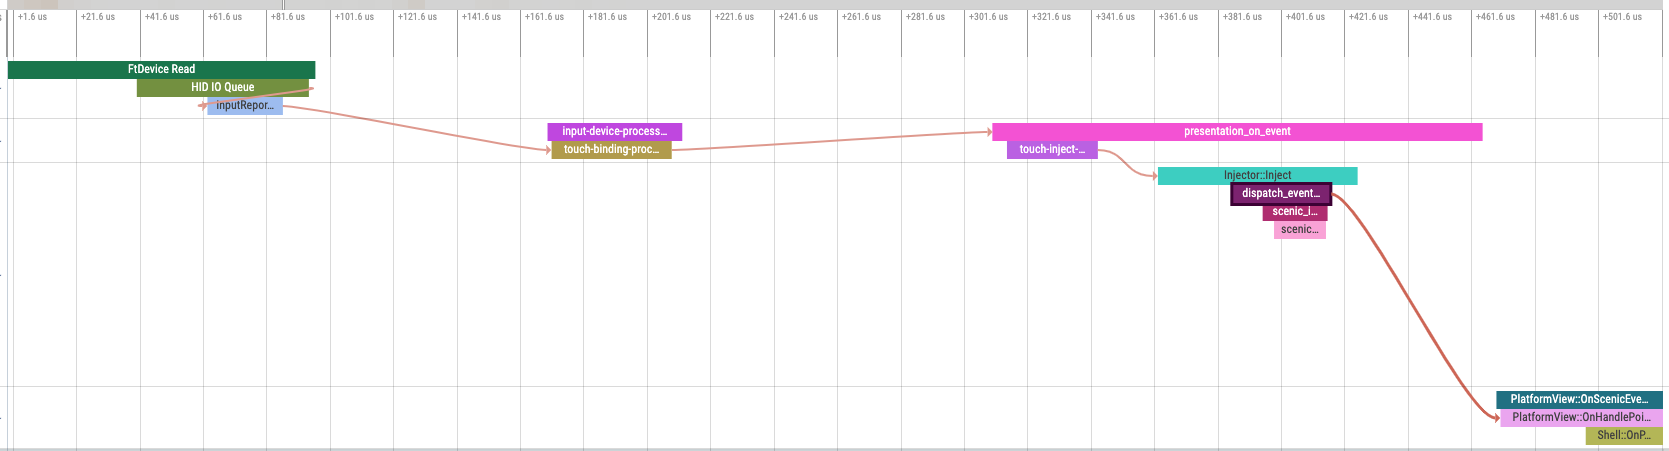 +1.6 us +21.6 us +41.6 us +61.6 us +81.6 us +101.6 us +121.6 us +141.6 us +161.6 us +181.6 us +201.6 us +221.6 us +241.6 us +261.6 us +281.6 us +301.6 us +321.6 us +341.6 us +361.6 us +381.6 us +401.6 us +421.6 us +441.6 us +461.6 us +481.6 us +501.6 us
FtDevice Read
HID IO Queue
inputRepor...
input-device-process... presentation_on_event
touch-binding-proc... touch-inject-...
Injector::Inject
dispatch_event...
scenic_i...
scenic...
PlatformView::OnScenicEve...
PlatformView::OnHandlePoi...
Shell::OnP...